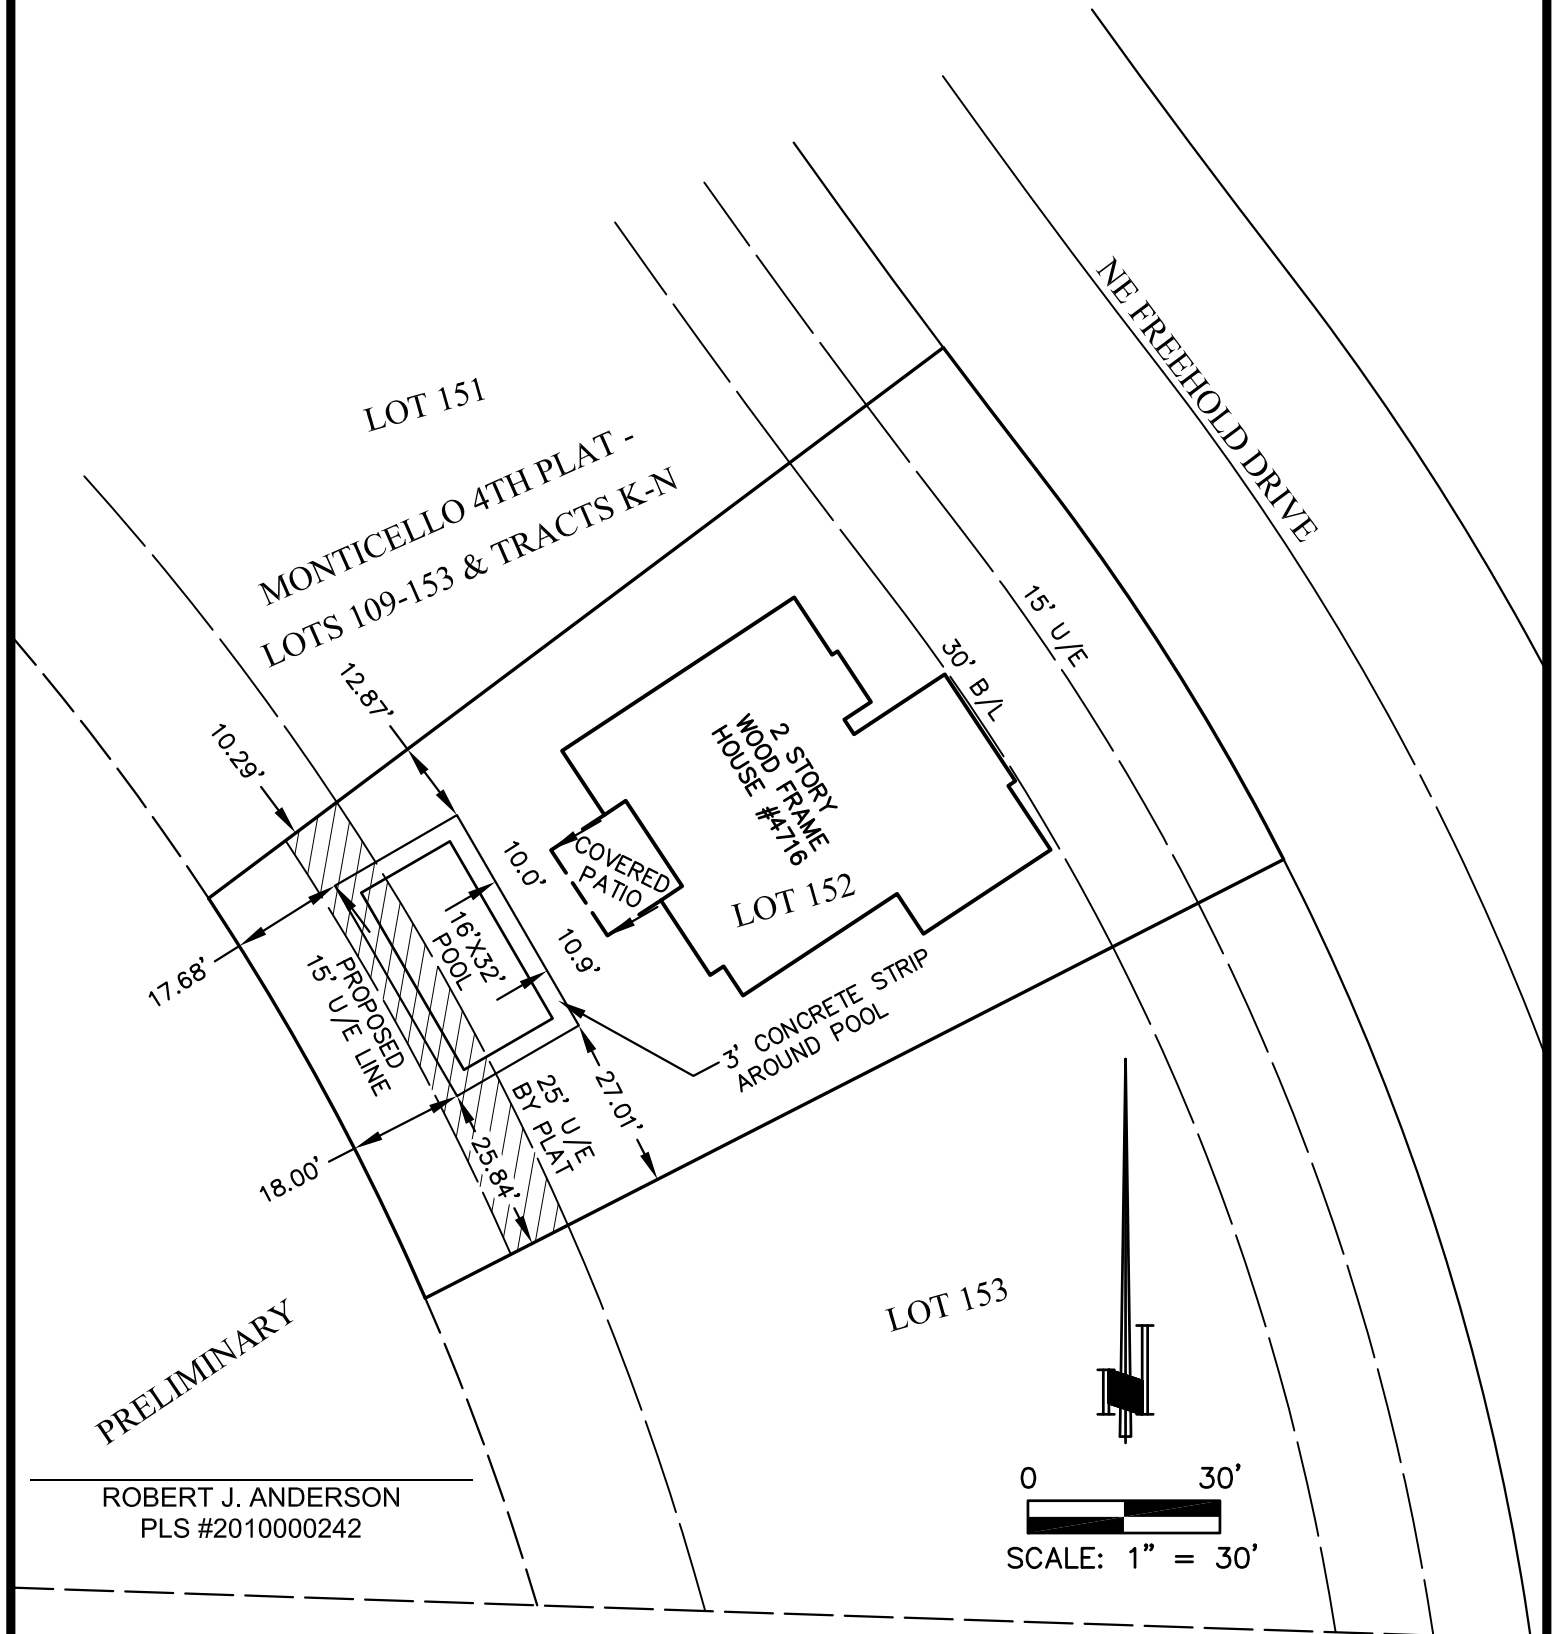 NE FREEHOLD DRIVE
LOT 151
MONTICELLO 4TH PLAT -
LOTS 109-153 & TRACTS K-N
15' U/E
30' B/L
12.87'
10.29'
2 STORY
WOOD FRAME
HOUSE #4716
COVERED
PATIO
10.0'
LOT 152
16'X32'
POOL
10.9'
17.68'
PROPOSED
15' U/E LINE
3' CONCRETE STRIP
AROUND POOL
25' U/E
BY PLAT
27.01'
25.84'
18.00'
LOT 153
PRELIMINARY
ROBERT J. ANDERSON
PLS #2010000242
N
0 30'
SCALE: 1" = 30'